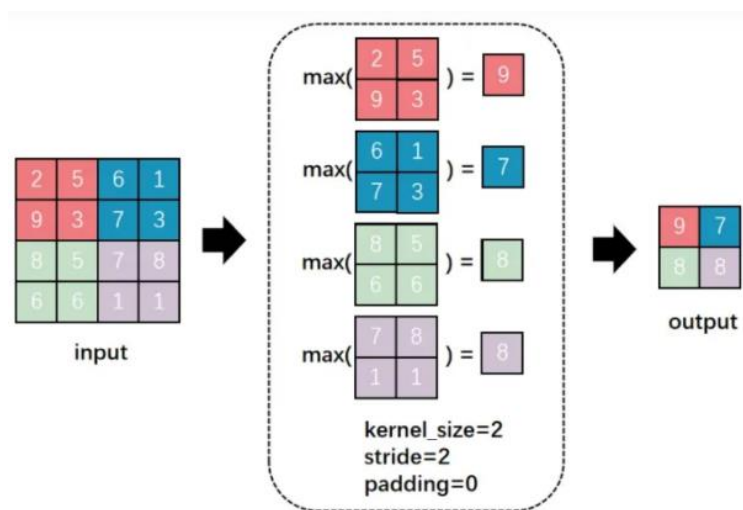 2 5 6 1
9 3 7 3
8 5 7 8
6 6 1 1
input
max( 2 5
9 3 ) = 9
max( 6 1
7 3 ) = 7
max( 8 5
6 6 ) = 8
max( 7 8
1 1 ) = 8
kernel_size=2
stride=2
padding=0
9 7
8 8
output